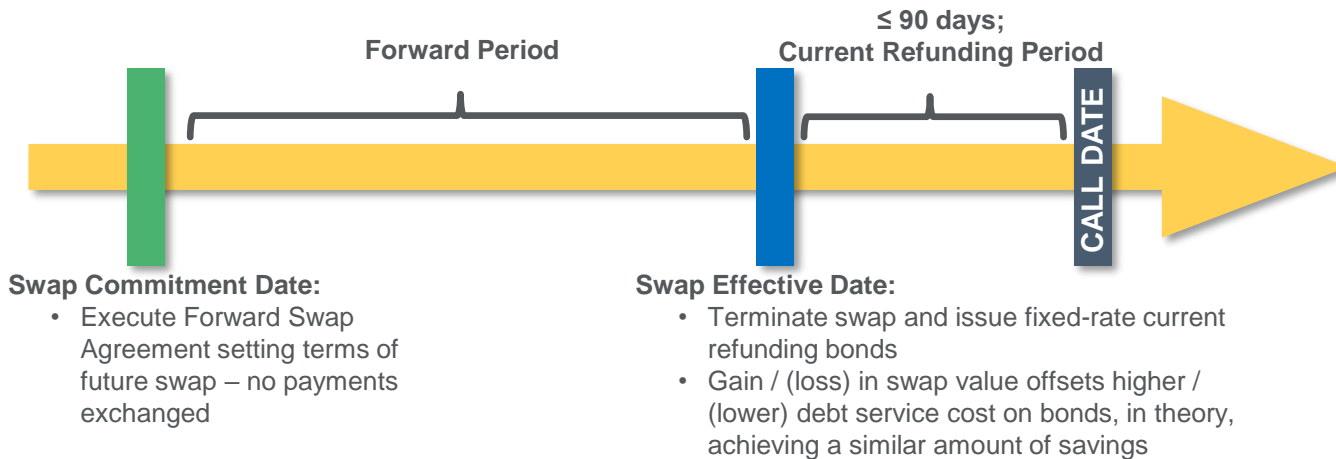 ≤ 90 days;
Forward Period
Current Refunding Period
CALL DATE
Swap Commitment Date:
• Execute Forward Swap
Agreement setting terms of
future swap – no payments
exchanged
Swap Effective Date:
• Terminate swap and issue fixed-rate current
refunding bonds
• Gain / (loss) in swap value offsets higher /
(lower) debt service cost on bonds, in theory,
achieving a similar amount of savings